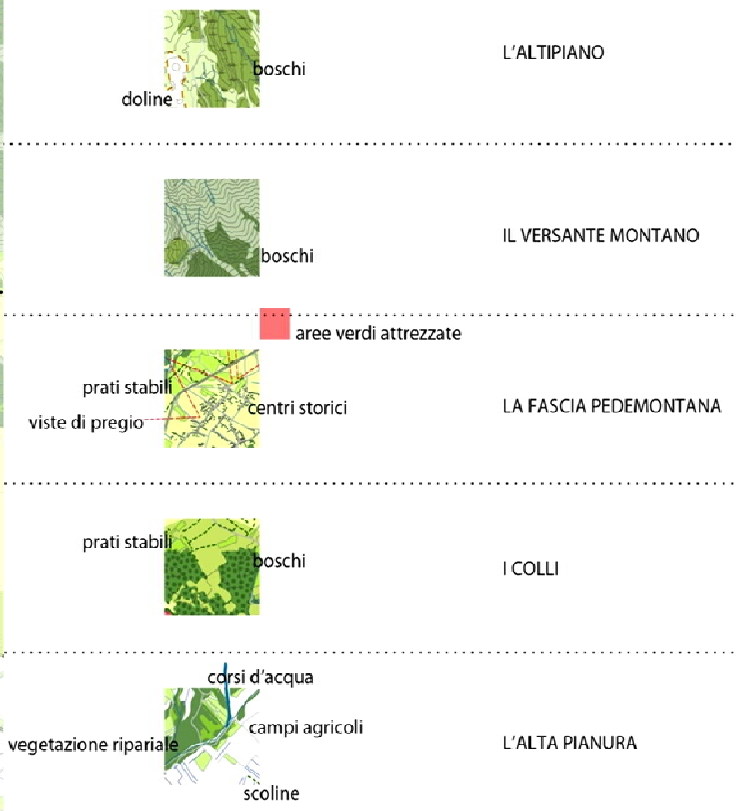 boschi
L'ALTIPIANO
doline
boschi
IL VERSANTE MONTANO
aree verdi attrezzate
prati stabili
centri storici
LA FASCIA PEDEMONTANA
viste di pregio
prati stabili
boschi
I COLLI
corsi d'acqua
campi agricoli
vegetazione ripariale
L'ALTA PIANURA
scoline